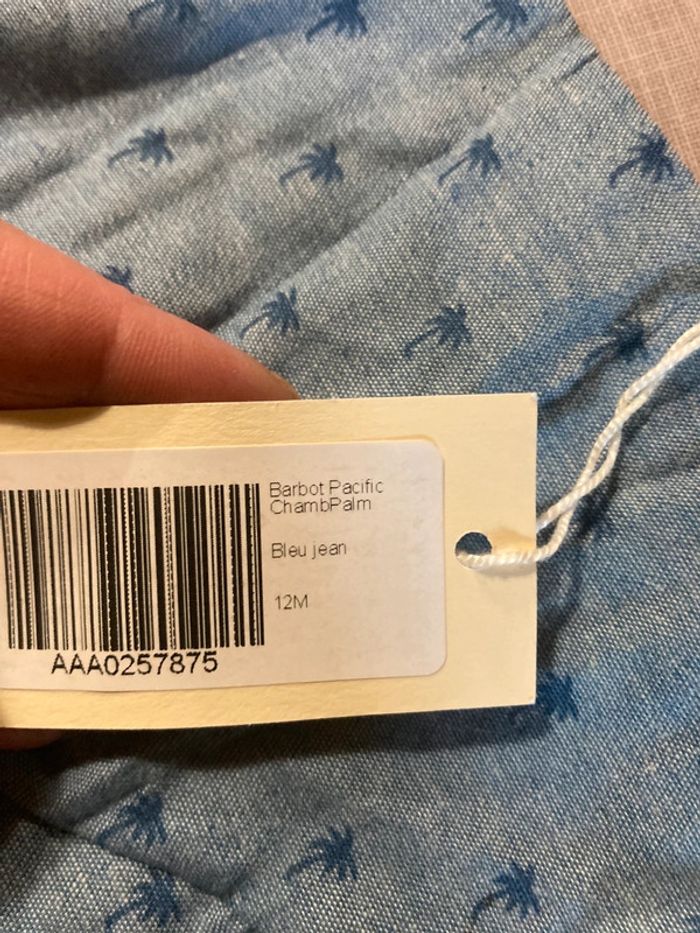 Barbot Pacific
ChambPalm
Bleu jean
12M
AAA0257875